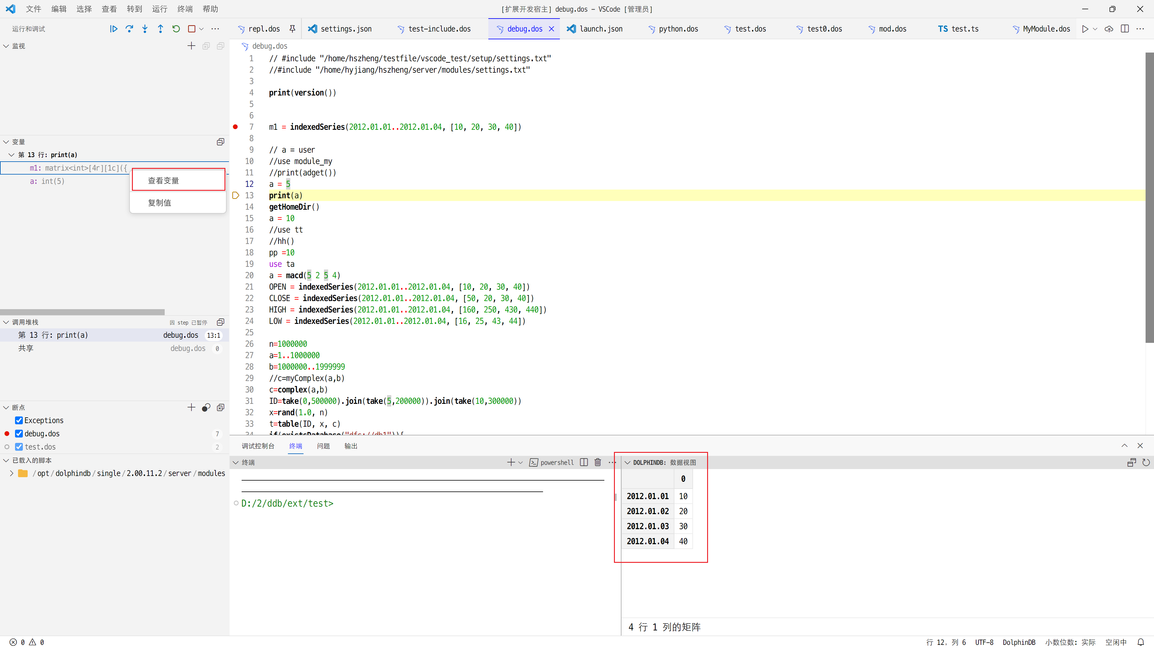 文件 编辑 选择 查看 转到 运行 终端 帮助
[扩展开发宿主] debug.dos - VSCode [管理员]
运行和调试
repl.dos settings.json test-include.dos debug.dos launch.json python.dos test.dos test0.dos mod.dos TS test.ts MyModule.dos
监视
debug.dos
1 // #include "/home/hszheng/testfile/vscode_test/setup/settings.txt"
2 //#include "/home/hyjiang/hszheng/server/modules/settings.txt"
3
4 print(version())
5
6
7 m1 = indexedSeries(2012.01.01..2012.01.04, [10, 20, 30, 40])
8
9 // a = user
10 //use module_my
11 //print(adget())
12 a = 5
13 print(a)
14 getHomeDir()
15 a = 10
16 //use tt
17 //hh()
18 pp =10
19 use ta
20 a = macd(5 2 5 4)
21 OPEN = indexedSeries(2012.01.01..2012.01.04, [10, 20, 30, 40])
22 CLOSE = indexedSeries(2012.01.01..2012.01.04, [50, 20, 30, 40])
23 HIGH = indexedSeries(2012.01.01..2012.01.04, [160, 250, 430, 440])
24 LOW = indexedSeries(2012.01.01..2012.01.04, [16, 25, 43, 44])
25
26 n=1000000
27 a=1..1000000
28 b=1000000..1999999
29 //c=myComplex(a,b)
30 c=complex(a,b)
31 ID=take(0,500000).join(take(5,200000)).join(take(10,300000))
32 x=rand(1.0, n)
33 t=table(ID, x, c)
34 if(existsDatabase("dfs://db1")){
变量
第 13 行: print(a)
m1: matrix<int>[4r][1c]({
a: int(5)
查看变量
复制值
调用堆栈
因 step 已暂停
第 13 行: print(a) debug.dos 13:1
共享 debug.dos 0
断点
Exceptions
debug.dos 7
test.dos 2
已载入的脚本
/opt/dolphindb/single/2.00.11.2/server/modules
调试控制台 终端 问题 输出
终端
powershell
D:/2/ddb/ext/test>
DOLPHINDB: 数据视图
0
2012.01.01 10
2012.01.02 20
2012.01.03 30
2012.01.04 40
4 行 1 列的矩阵
0 0
行 12, 列 6 UTF-8 DolphinDB 小数位数: 实际 空闲中